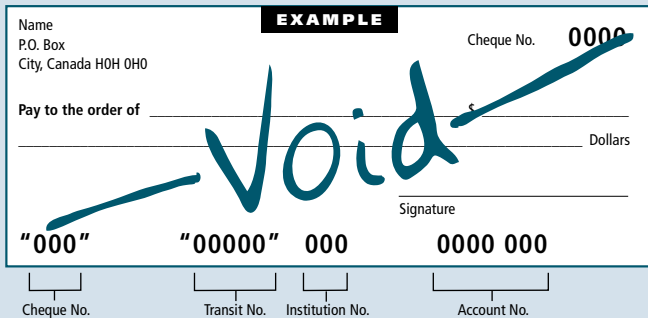 EXAMPLE
Name
P.O. Box
City, Canada H0H 0H0
Cheque No. 0000
Pay to the order of $
Dollars
Void
Signature
"000" "00000" 000 0000 000
Cheque No. Transit No. Institution No. Account No.